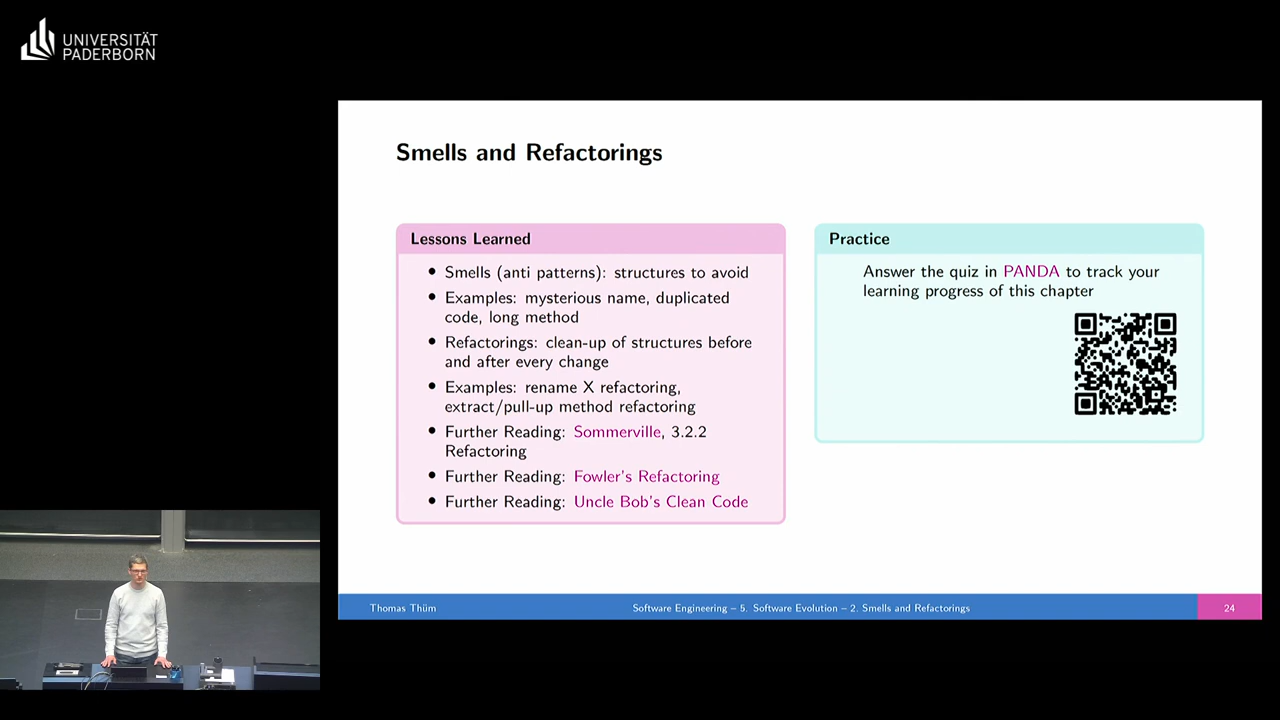 UNIVERSITÄT
PADERBORN
Smells and Refactorings
Lessons Learned
• Smells (anti patterns): structures to avoid
• Examples: mysterious name, duplicated
code, long method
• Refactorings: clean-up of structures before
and after every change
• Examples: rename X refactoring,
extract/pull-up method refactoring
• Further Reading: Sommerville, 3.2.2
Refactoring
• Further Reading: Fowler's Refactoring
• Further Reading: Uncle Bob's Clean Code
Practice
Answer the quiz in PANDA to track your
learning progress of this chapter
Thomas Thüm
Software Engineering – 5. Software Evolution – 2. Smells and Refactorings
24